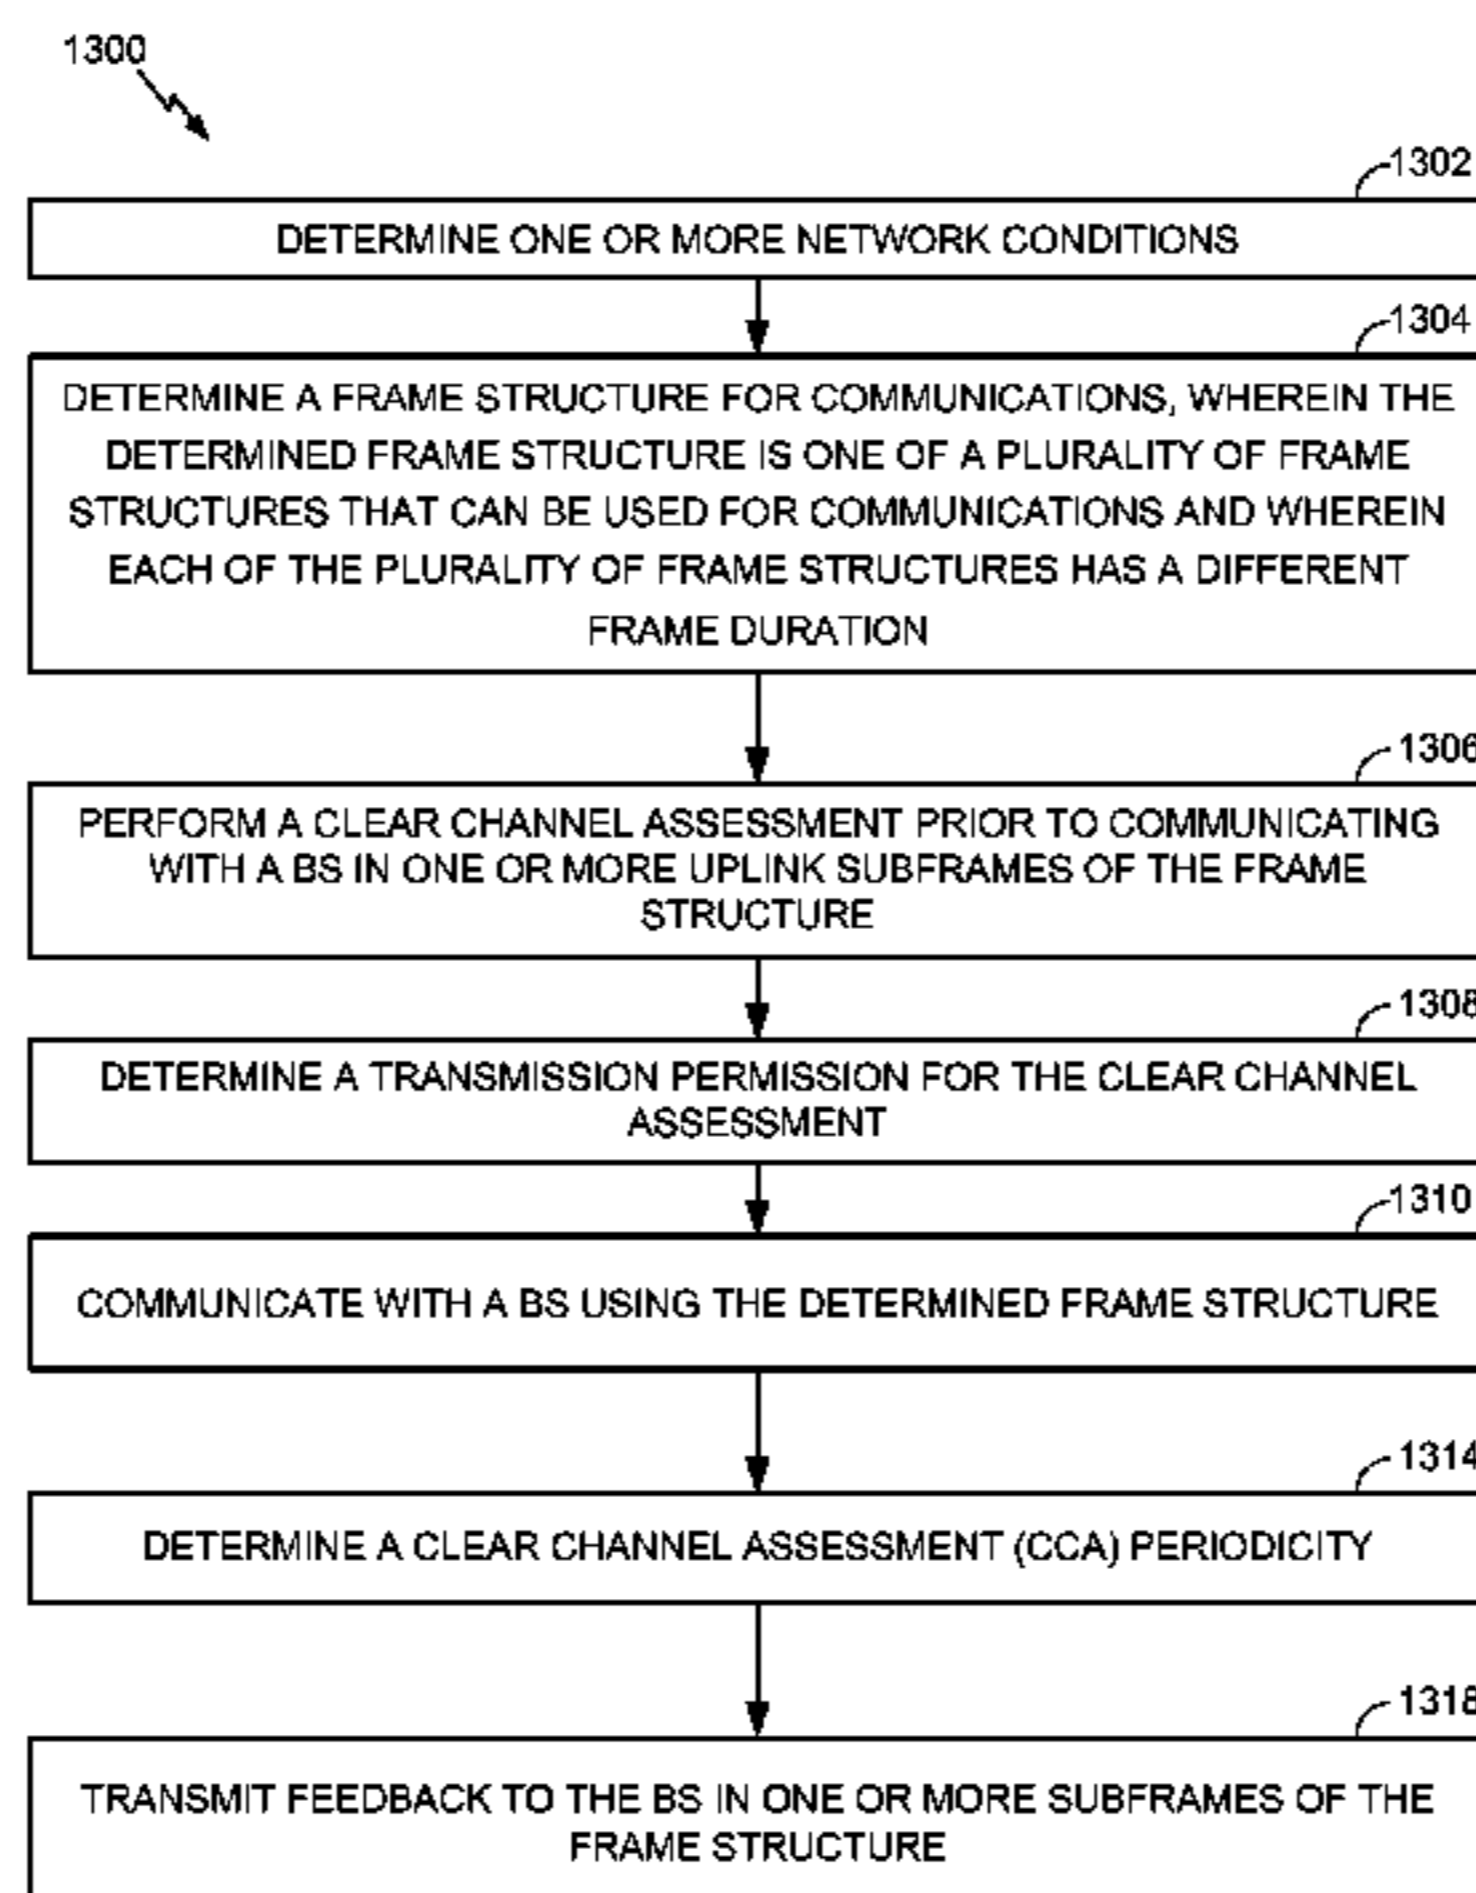 1300
1302
DETERMINE ONE OR MORE NETWORK CONDITIONS
1304
DETERMINE A FRAME STRUCTURE FOR COMMUNICATIONS, WHEREIN THE
DETERMINED FRAME STRUCTURE IS ONE OF A PLURALITY OF FRAME
STRUCTURES THAT CAN BE USED FOR COMMUNICATIONS AND WHEREIN
EACH OF THE PLURALITY OF FRAME STRUCTURES HAS A DIFFERENT
FRAME DURATION
1306
PERFORM A CLEAR CHANNEL ASSESSMENT PRIOR TO COMMUNICATING
WITH A BS IN ONE OR MORE UPLINK SUBFRAMES OF THE FRAME
STRUCTURE
1308
DETERMINE A TRANSMISSION PERMISSION FOR THE CLEAR CHANNEL
ASSESSMENT
1310
COMMUNICATE WITH A BS USING THE DETERMINED FRAME STRUCTURE
1314
DETERMINE A CLEAR CHANNEL ASSESSMENT (CCA) PERIODICITY
1318
TRANSMIT FEEDBACK TO THE BS IN ONE OR MORE SUBFRAMES OF THE
FRAME STRUCTURE